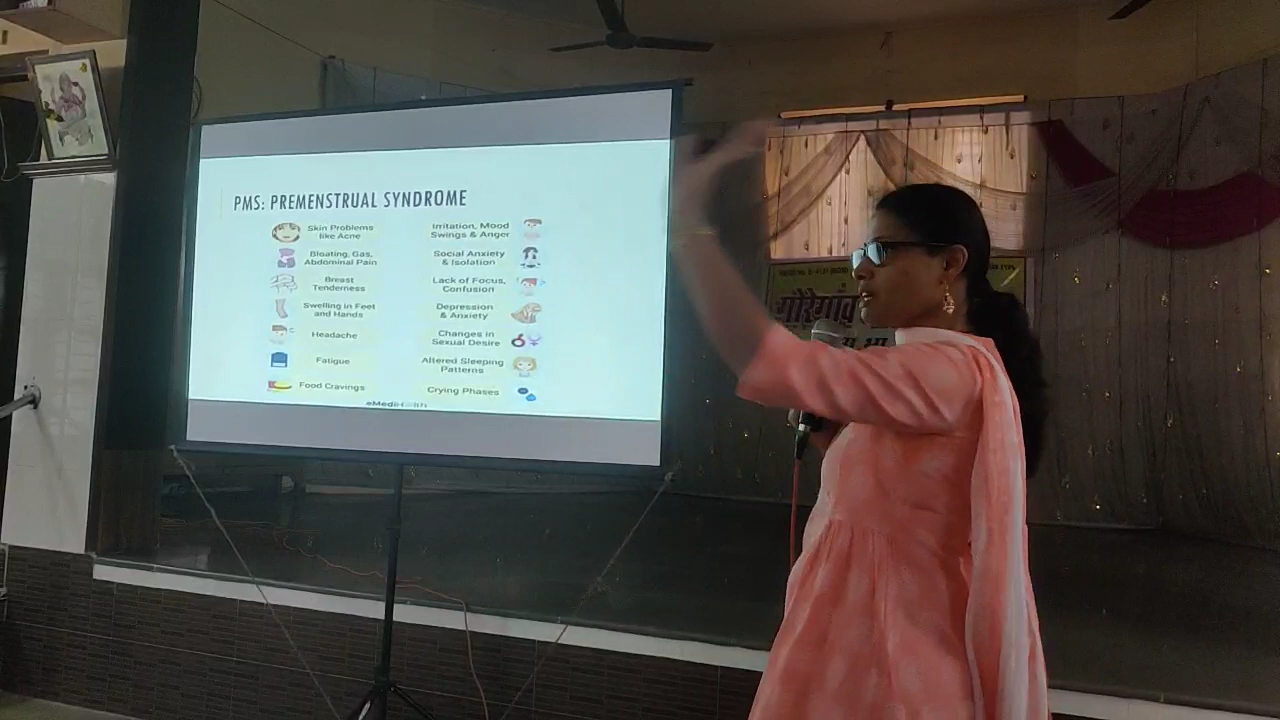 PMS: PREMENSTRUAL SYNDROME
Skin Problems
like Acne
Bloating, Gas,
Abdominal Pain
Breast
Tenderness
Swelling in Feet
and Hands
Headache
Fatigue
Food Cravings
Irritation, Mood
Swings & Anger
Social Anxiety
& Isolation
Lack of Focus,
Confusion
Depression
& Anxiety
Changes in
Sexual Desire
Altered Sleeping
Patterns
Crying Phases
eMediHealth
गोरेगांव